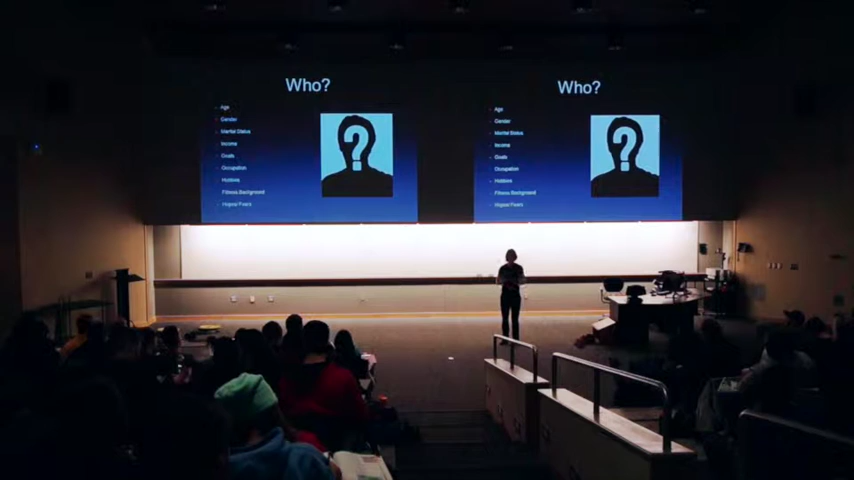 Who?
Age
Gender
Marital Status
Income
Goals
Occupation
Hobbies
Fitness Background
Hopes/Fears
Who?
Age
Gender
Marital Status
Income
Goals
Occupation
Hobbies
Fitness Background
Hopes/Fears